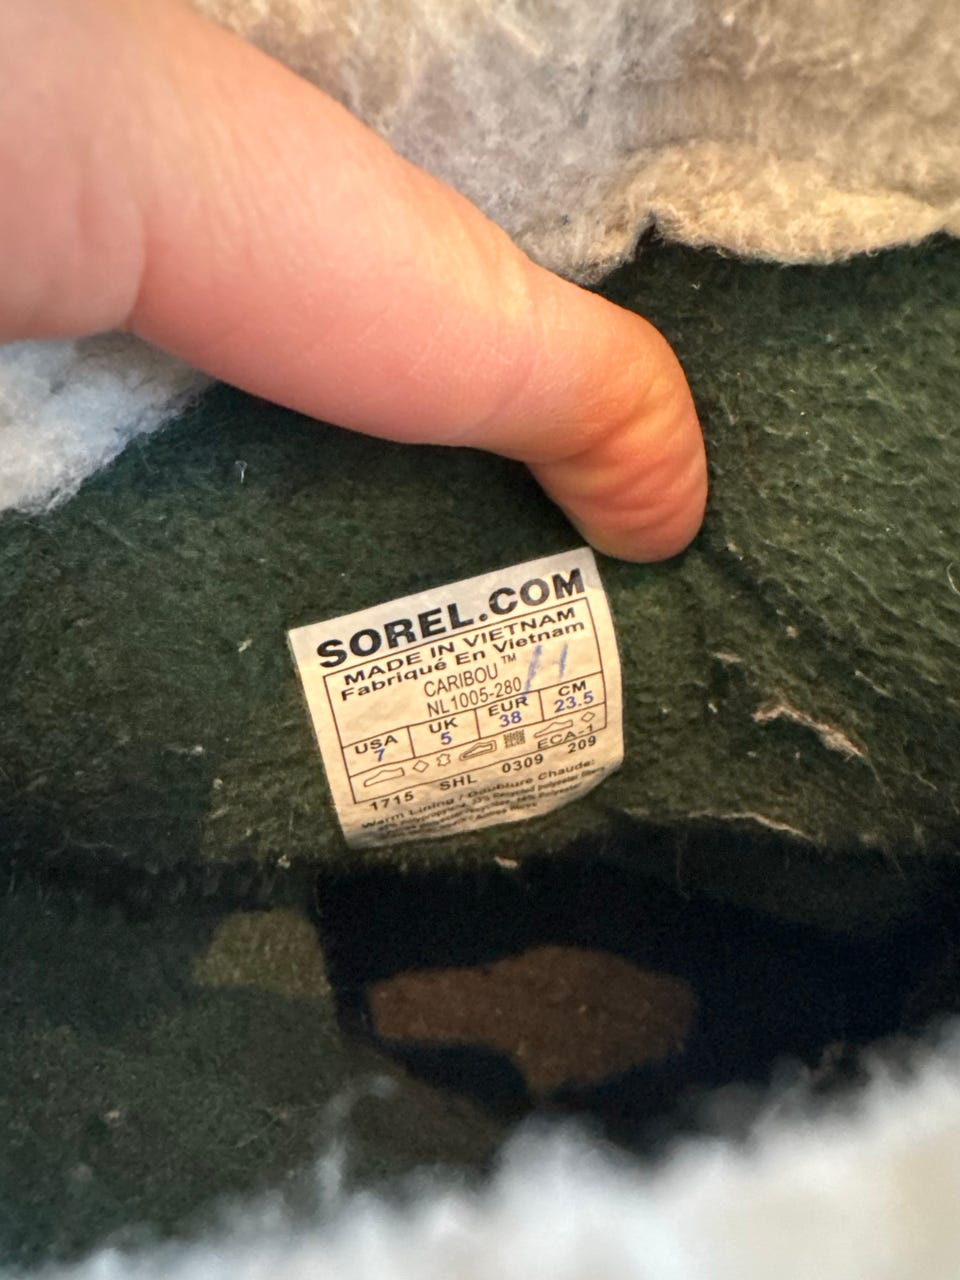 SOREL.COM
MADE IN VIETNAM
Fabriqué En Vietnam
CARIBOU™
NL1005-280
USA UK EUR CM
7 5 38 23.5
ECA-1
1715 SHL 0309 209
Warm Lining / Doublure Chaude: